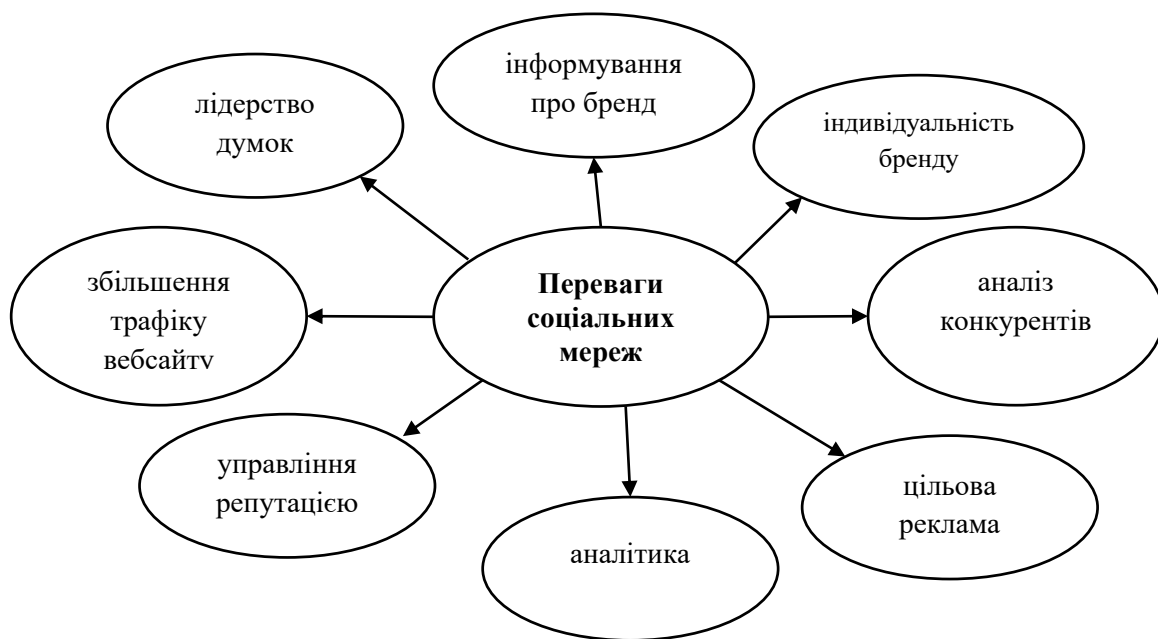 інформування
про бренд
лідерство
думок
індивідуальність
бренду
Переваги
соціальних
мереж
збільшення
трафіку
вебсайту
аналіз
конкурентів
управління
репутацією
цільова
реклама
аналітика